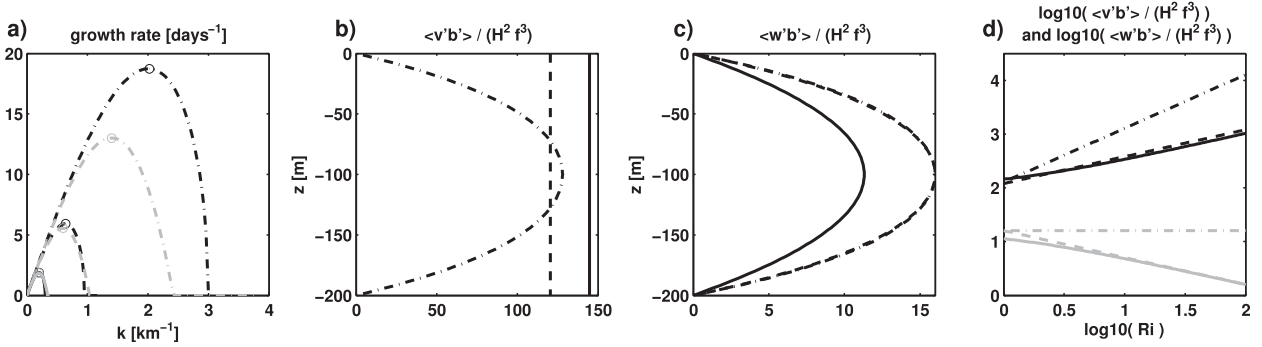 a) growth rate [days⁻¹]
20
15
10
5
0
0 1 2 3 4
k [km⁻¹]
b) <v'b'> / (H² f³)
0
−50
−100
−150
−200
z [m]
0 50 100 150
c) <w'b'> / (H² f³)
0
−50
−100
−150
−200
z [m]
0 5 10 15
d) log10( <v'b'> / (H² f³) )
and log10( <w'b'> / (H² f³) )
4
3
2
1
0
0 0.5 1 1.5 2
log10( Ri )